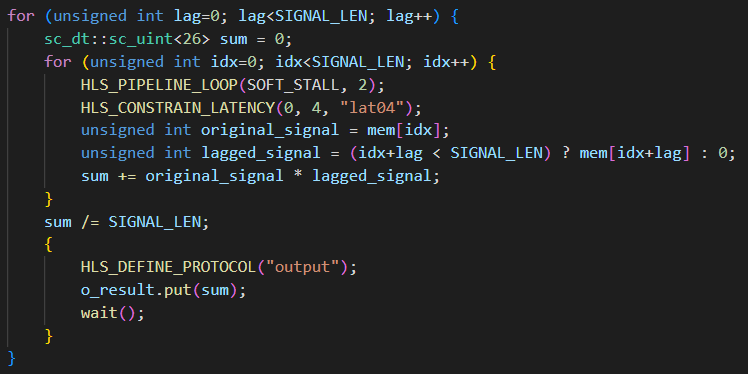 for (unsigned int lag=0; lag<SIGNAL_LEN; lag++) {
    sc_dt::sc_uint<26> sum = 0;
    for (unsigned int idx=0; idx<SIGNAL_LEN; idx++) {
        HLS_PIPELINE_LOOP(SOFT_STALL, 2);
        HLS_CONSTRAIN_LATENCY(0, 4, "lat04");
        unsigned int original_signal = mem[idx];
        unsigned int lagged_signal = (idx+lag < SIGNAL_LEN) ? mem[idx+lag] : 0;
        sum += original_signal * lagged_signal;
    }
    sum /= SIGNAL_LEN;
    {
        HLS_DEFINE_PROTOCOL("output");
        o_result.put(sum);
        wait();
    }
}